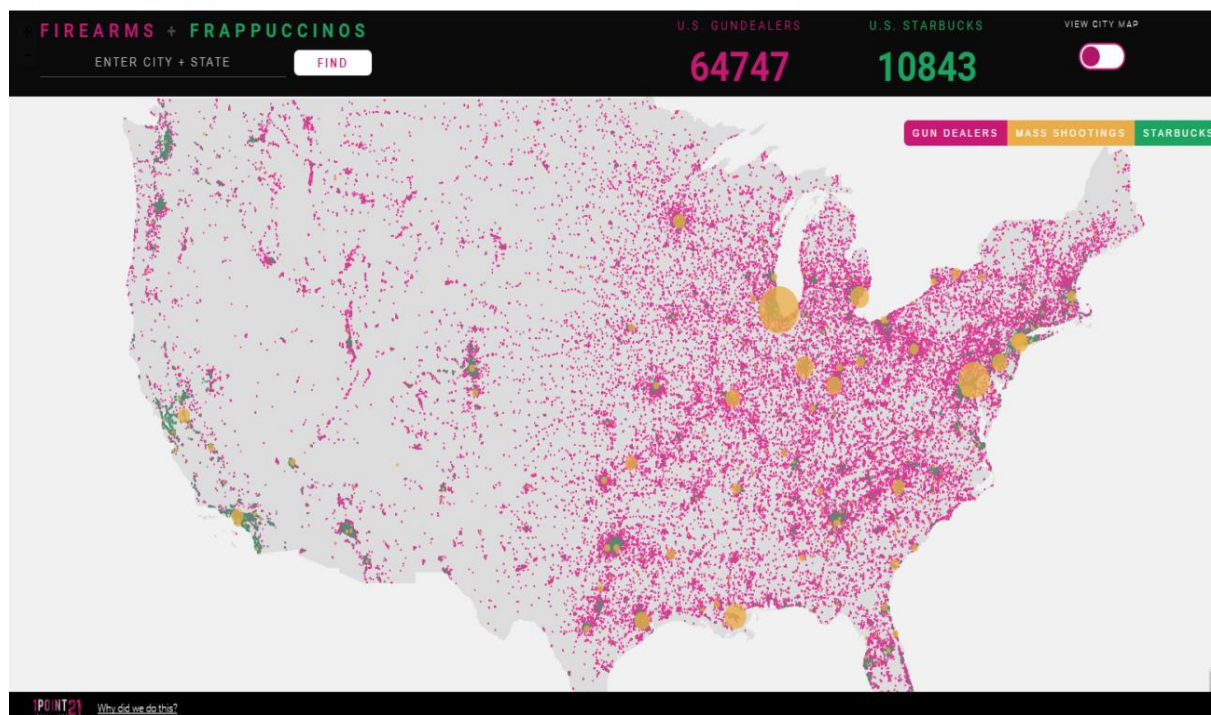 FIREARMS + FRAPPUCCINOS
ENTER CITY + STATE
FIND
U.S. GUNDEALERS
64747
U.S. STARBUCKS
10843
VIEW CITY MAP
GUN DEALERS
MASS SHOOTINGS
STARBUCKS
1POINT21
Why did we do this?